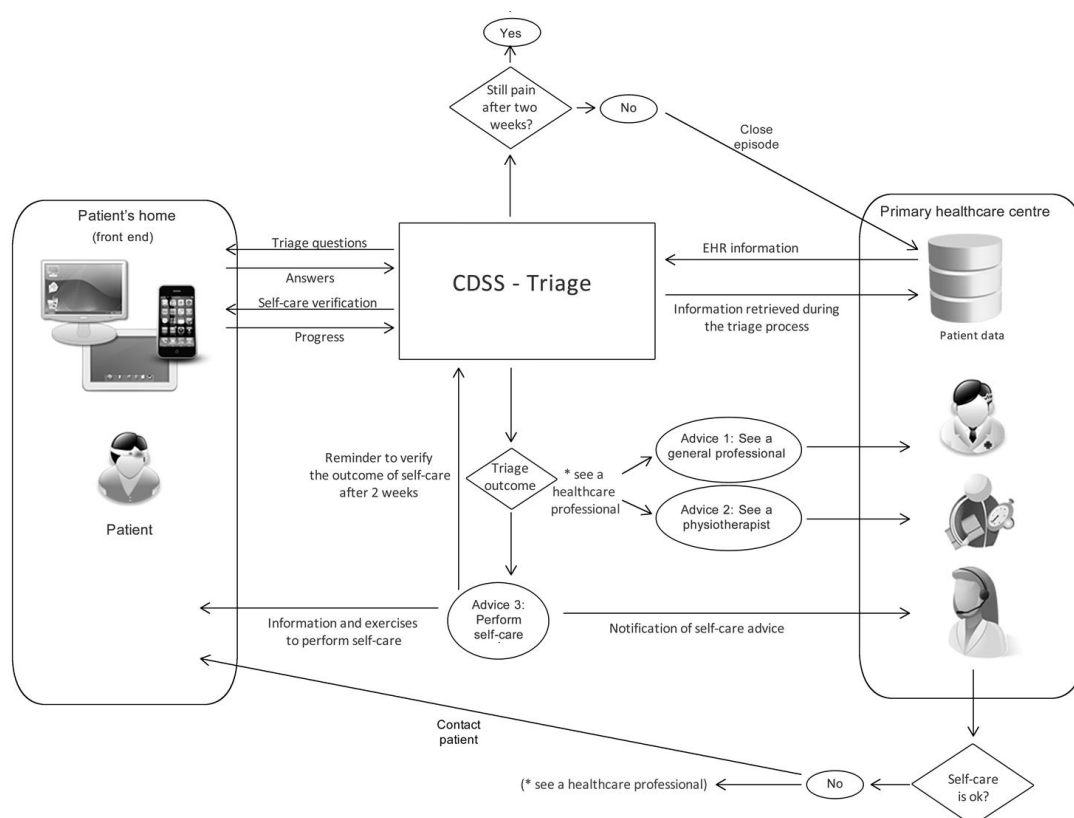 Yes
Still pain
after two
weeks?
No
Close
episode
Patient's home
(front end)
Primary healthcare centre
Triage questions
Answers
Self-care verification
Progress
CDSS - Triage
EHR information
Information retrieved during
the triage process
Patient data
Patient
Reminder to verify
the outcome of self-care
after 2 weeks
Triage
outcome
* see a
healthcare
professional
Advice 1: See a
general professional
Advice 2: See a
physiotherapist
Advice 3:
Perform
self-care
Information and exercises
to perform self-care
Notification of self-care advice
Contact
patient
(* see a healthcare professional)
No
Self-care
is ok?